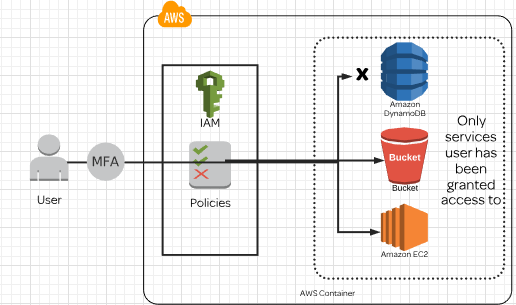 AWS
IAM
Amazon
DynamoDB
Only
services
user has
been
granted
access to
MFA
Bucket
Bucket
User
Policies
Amazon EC2
AWS Container